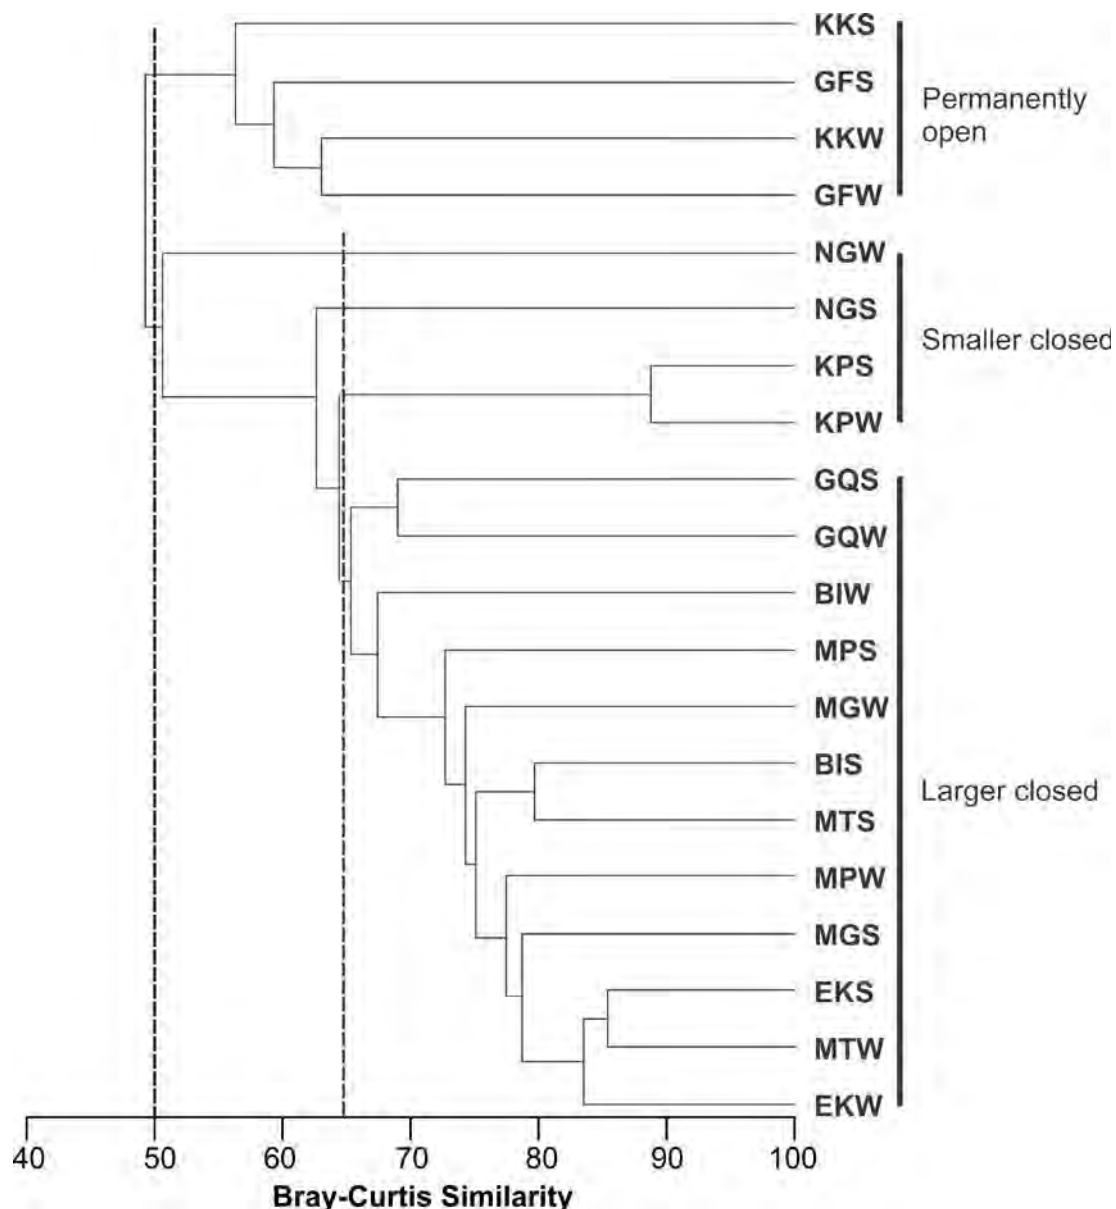 KKS
GFS
Permanently
open
KKW
GFW
NGW
NGS
Smaller closed
KPS
KPW
GQS
GQW
BIW
MPS
MGW
BIS
Larger closed
MTS
MPW
MGS
EKS
MTW
EKW
40 50 60 70 80 90 100
Bray-Curtis Similarity